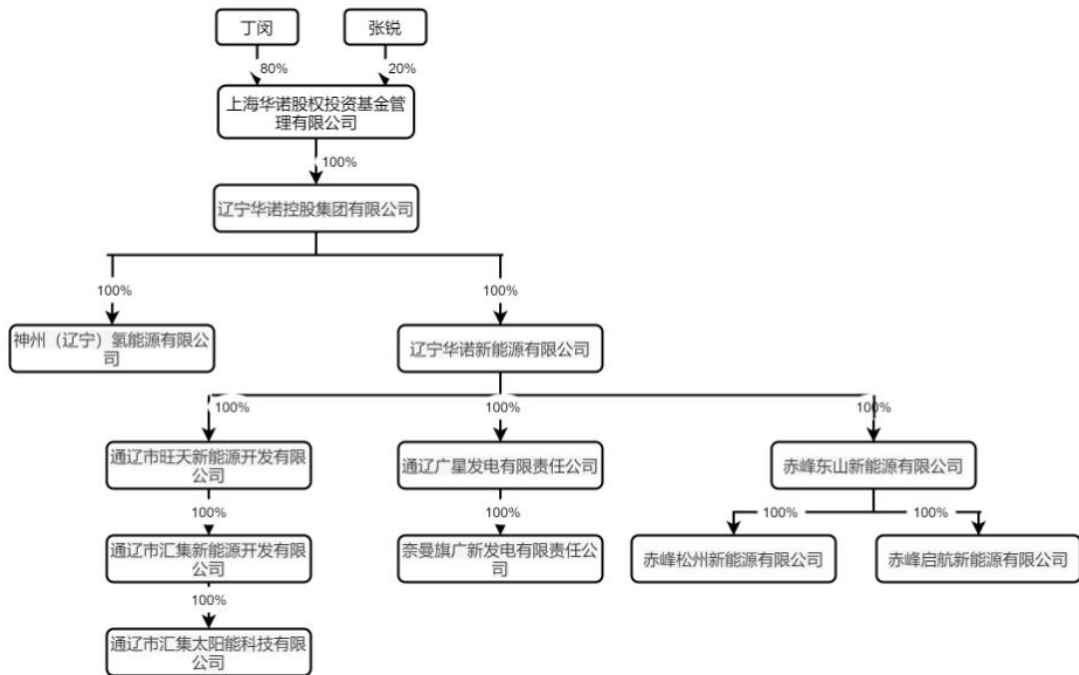 丁闵
张锐
80%
20%
上海华诺股权投资基金管
理有限公司
100%
辽宁华诺控股集团有限公司
100%
100%
神州（辽宁）氢能源有限公
司
辽宁华诺新能源有限公司
100%
100%
100%
通辽市旺天新能源开发有限
公司
通辽广星发电有限责任公司
赤峰东山新能源有限公司
100%
100%
100%
100%
通辽市汇集新能源开发有限
公司
奈曼旗广新发电有限责任公
司
赤峰松州新能源有限公司
赤峰启航新能源有限公司
100%
通辽市汇集太阳能科技有限
公司